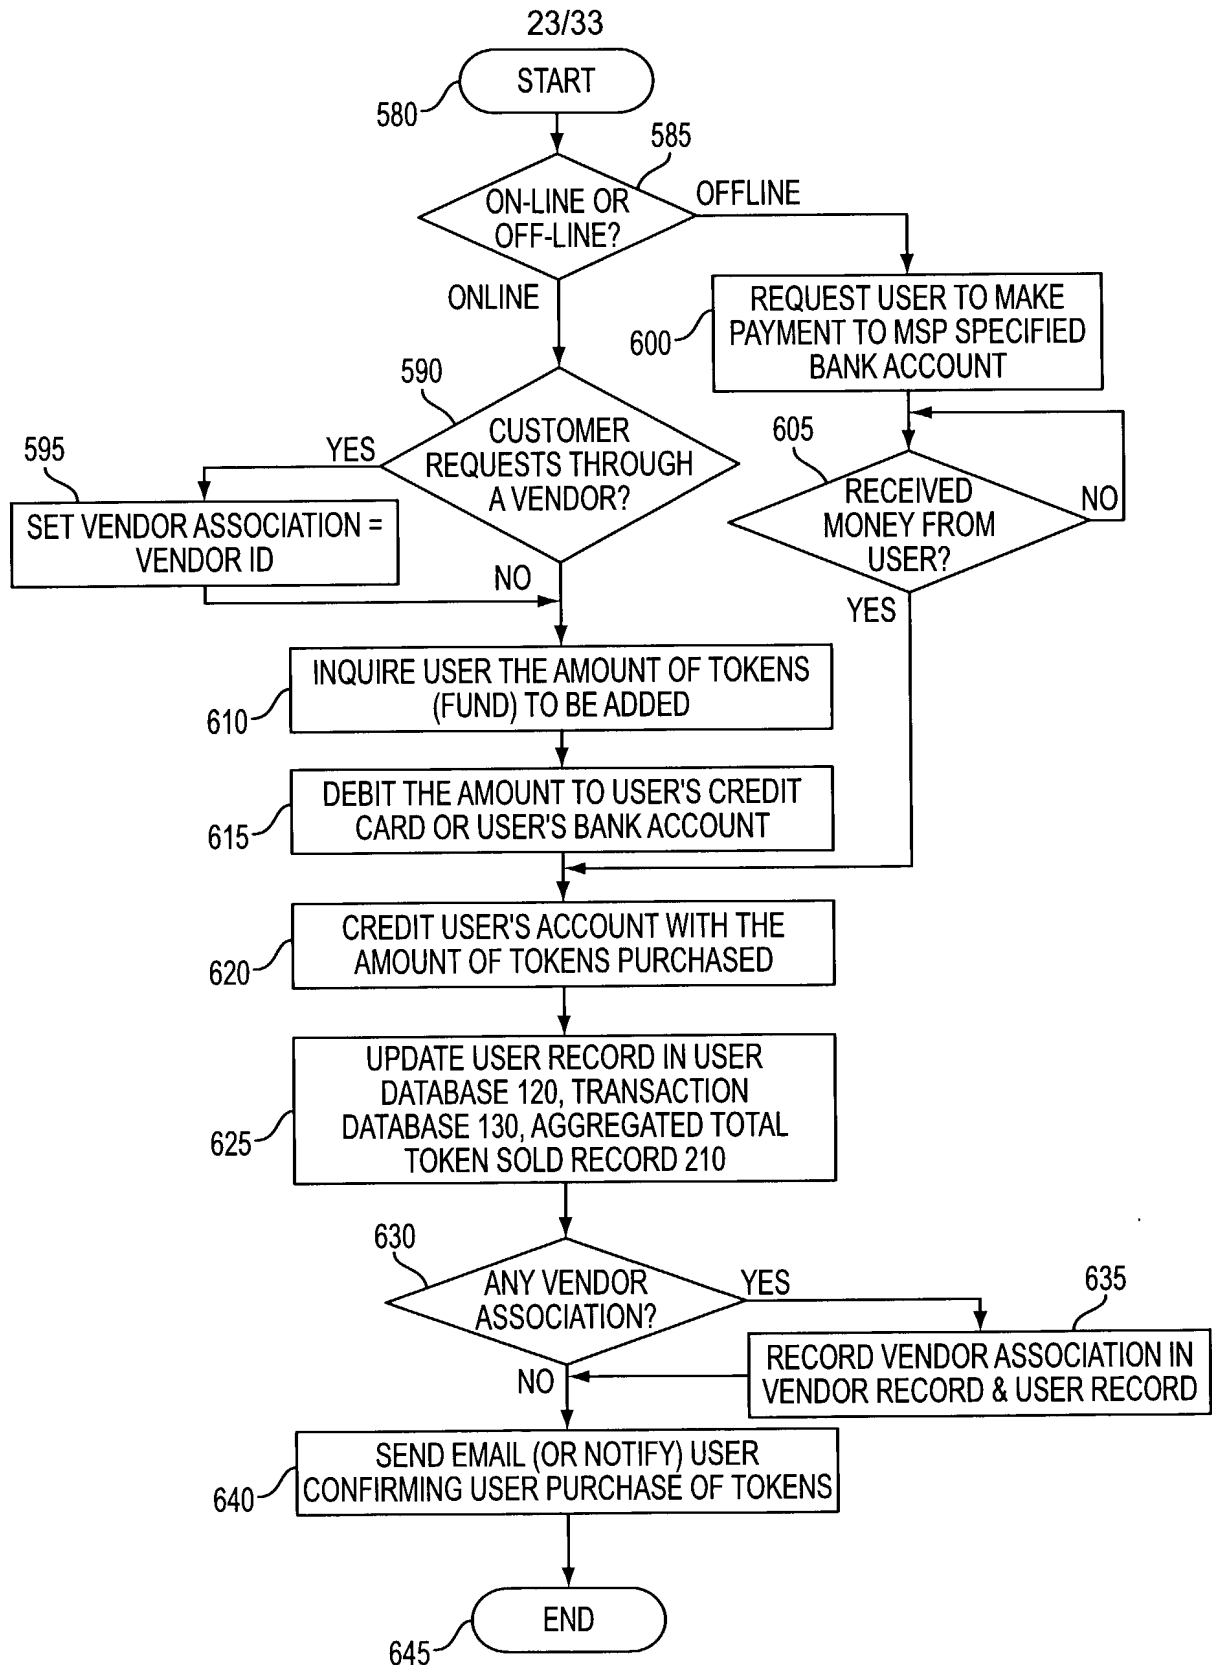 23/33
START
580
585
ON-LINE OR
OFF-LINE?
OFFLINE
ONLINE
REQUEST USER TO MAKE
PAYMENT TO MSP SPECIFIED
BANK ACCOUNT
600
590
CUSTOMER
REQUESTS THROUGH
A VENDOR?
YES
595
SET VENDOR ASSOCIATION =
VENDOR ID
NO
605
RECEIVED
MONEY FROM
USER?
NO
YES
INQUIRE USER THE AMOUNT OF TOKENS
(FUND) TO BE ADDED
610
DEBIT THE AMOUNT TO USER'S CREDIT
CARD OR USER'S BANK ACCOUNT
615
CREDIT USER'S ACCOUNT WITH THE
AMOUNT OF TOKENS PURCHASED
620
UPDATE USER RECORD IN USER
DATABASE 120, TRANSACTION
DATABASE 130, AGGREGATED TOTAL
TOKEN SOLD RECORD 210
625
630
ANY VENDOR
ASSOCIATION?
YES
635
RECORD VENDOR ASSOCIATION IN
VENDOR RECORD & USER RECORD
NO
SEND EMAIL (OR NOTIFY) USER
CONFIRMING USER PURCHASE OF TOKENS
640
END
645